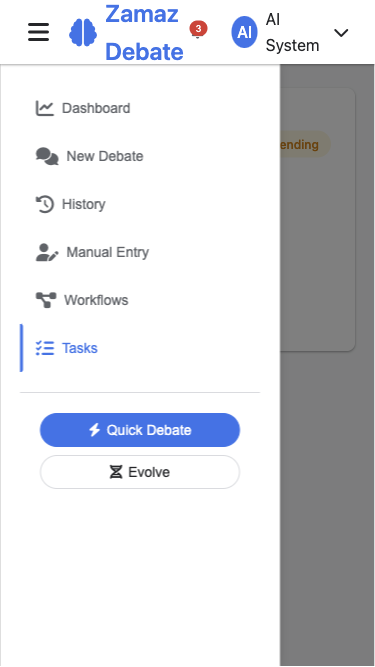 Zamaz
Debate
3
AI
AI
System
Dashboard
New Debate
ending
History
Manual Entry
Workflows
Tasks
Quick Debate
Evolve